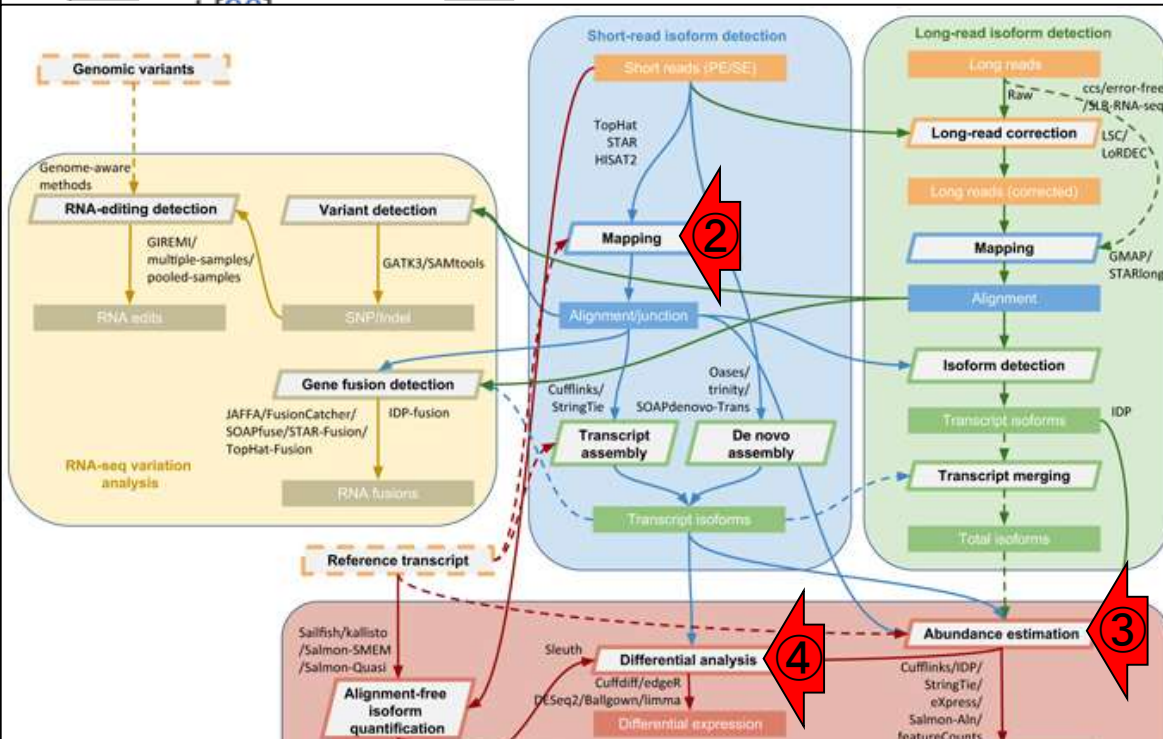 Genomic variants
Genome-aware
methods
RNA-editing detection
Variant detection
GIREMI/
multiple-samples/
pooled-samples
GATK3/SAMtools
RNA edits
SNP/Indel
Gene fusion detection
JAFFA/FusionCatcher/
SOAPfuse/STAR-Fusion/
TopHat-Fusion
IDP-fusion
RNA-seq variation
analysis
RNA fusions
Short-read isoform detection
Short reads (PE/SE)
TopHat
STAR
HISAT2
Mapping
②
Alignment/junction
Cufflinks/
StringTie
Oases/
trinity/
SOAPdenovo-Trans
Transcript
assembly
De novo
assembly
Transcript isoforms
Long-read isoform detection
Long reads
Raw
ccs/error-free
/SLR-RNA-seq
Long-read correction
LSC/
LoRDEC
Long reads (corrected)
Mapping
GMAP/
STARlong
Alignment
Isoform detection
Transcript isoforms
IDP
Transcript merging
Total isoforms
Reference transcript
Sailfish/kallisto
/Salmon-SMEM
/Salmon-Quasi
Alignment-free
isoform
quantification
Sleuth
Differential analysis
④
Cuffdiff/edgeR
DESeq2/Ballgown/limma
Differential expression
Abundance estimation
③
Cufflinks/IDP/
StringTie/
eXpress/
Salmon-Aln/
featureCounts